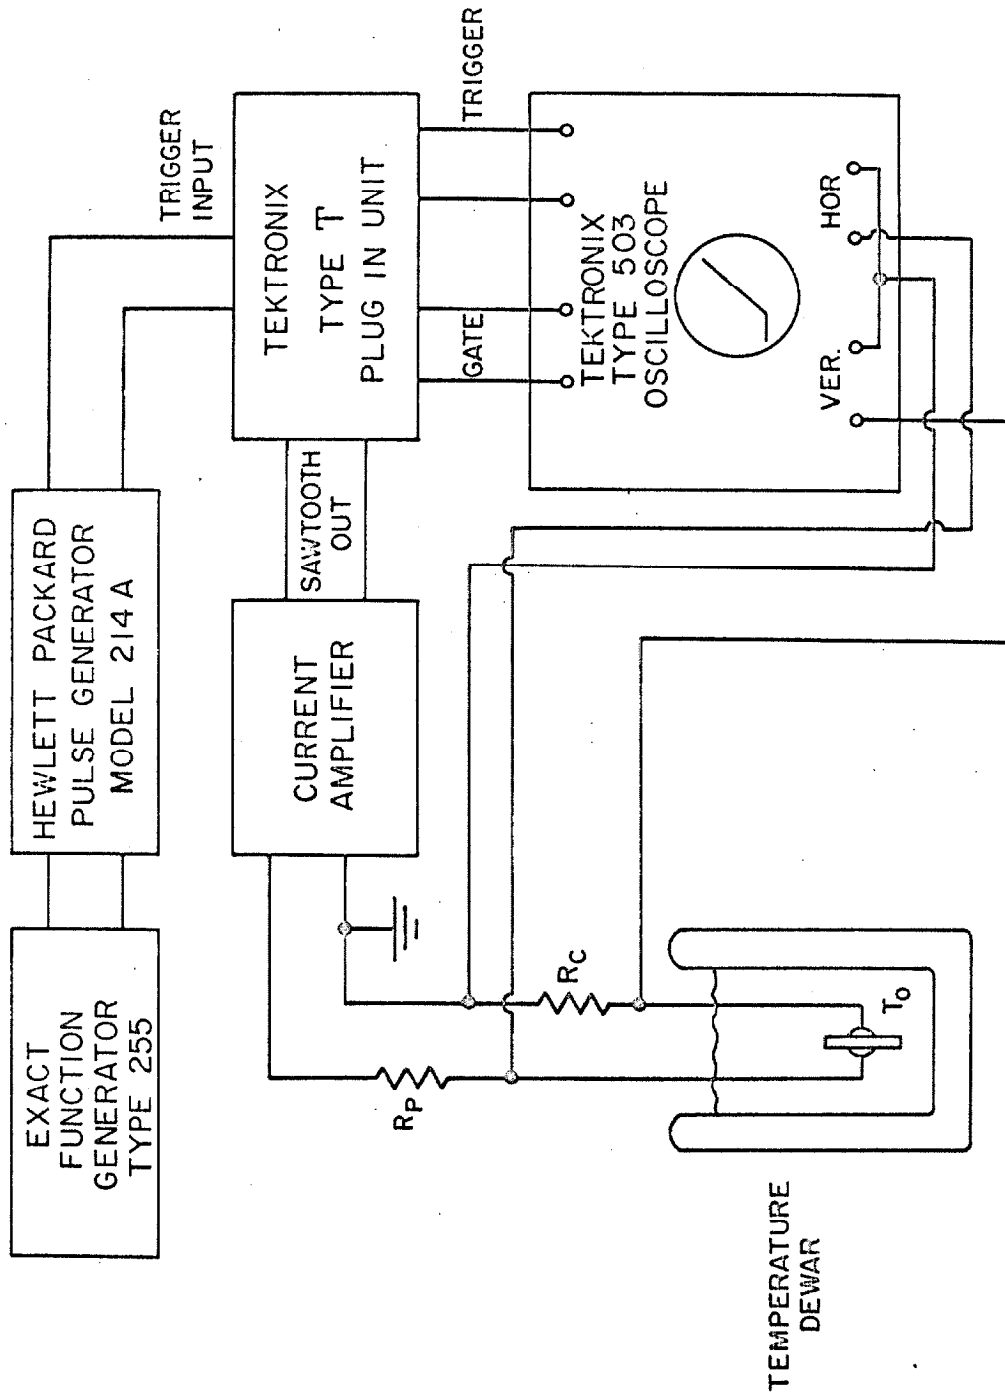 EXACT
FUNCTION
GENERATOR
TYPE 255
HEWLETT PACKARD
PULSE GENERATOR
MODEL 214 A
TRIGGER
INPUT
CURRENT
AMPLIFIER
SAWTOOTH
OUT
TEKTRONIX
TYPE T
PLUG IN UNIT
GATE
TRIGGER
TEKTRONIX
TYPE 503
OSCILLOSCOPE
VER.
HOR
RP
RC
TO
TEMPERATURE
DEWAR